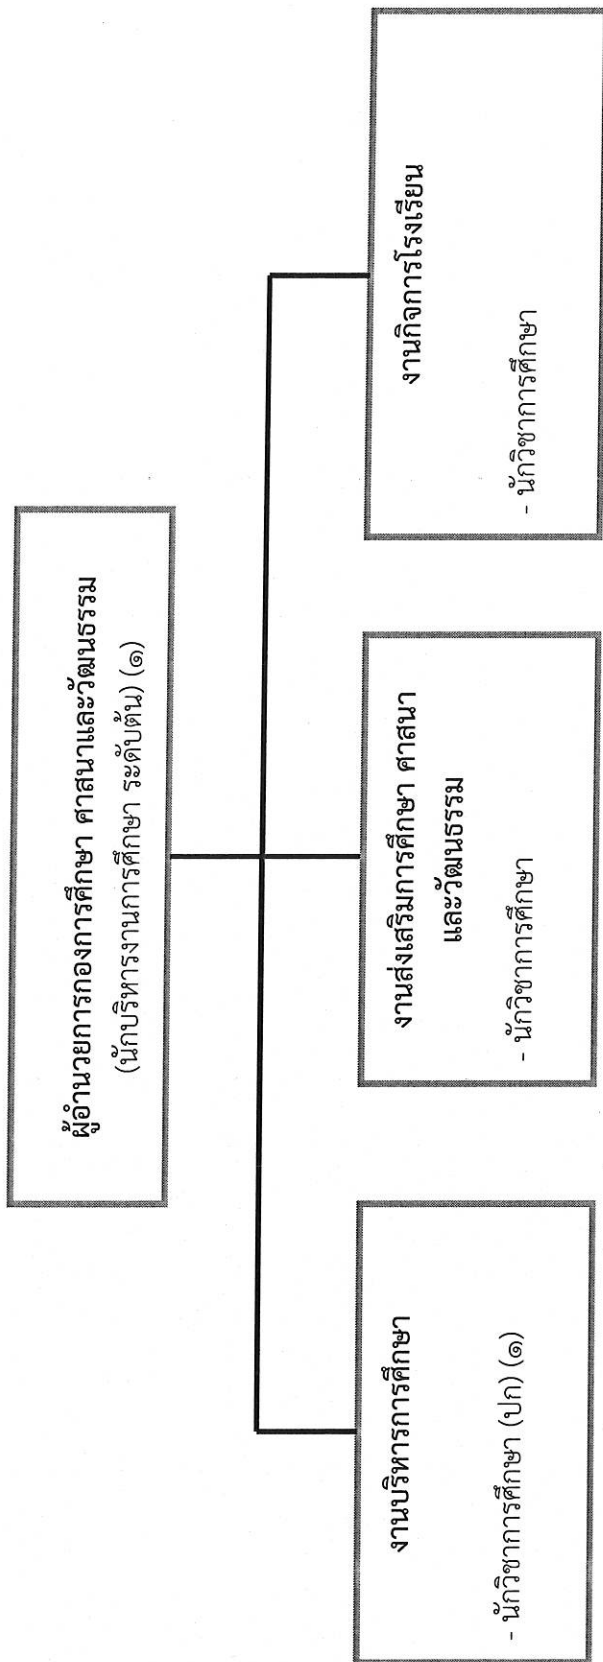 ผู้อำนวยการกองการศึกษา ศาสนาและวัฒนธรรม
(นักบริหารงานการศึกษา ระดับต้น) (๑)
งานบริหารการศึกษา
- นักวิชาการศึกษา (ปก) (๑)
งานส่งเสริมการศึกษา ศาสนา
และวัฒนธรรม
- นักวิชาการศึกษา
งานกิจการโรงเรียน
- นักวิชาการศึกษา